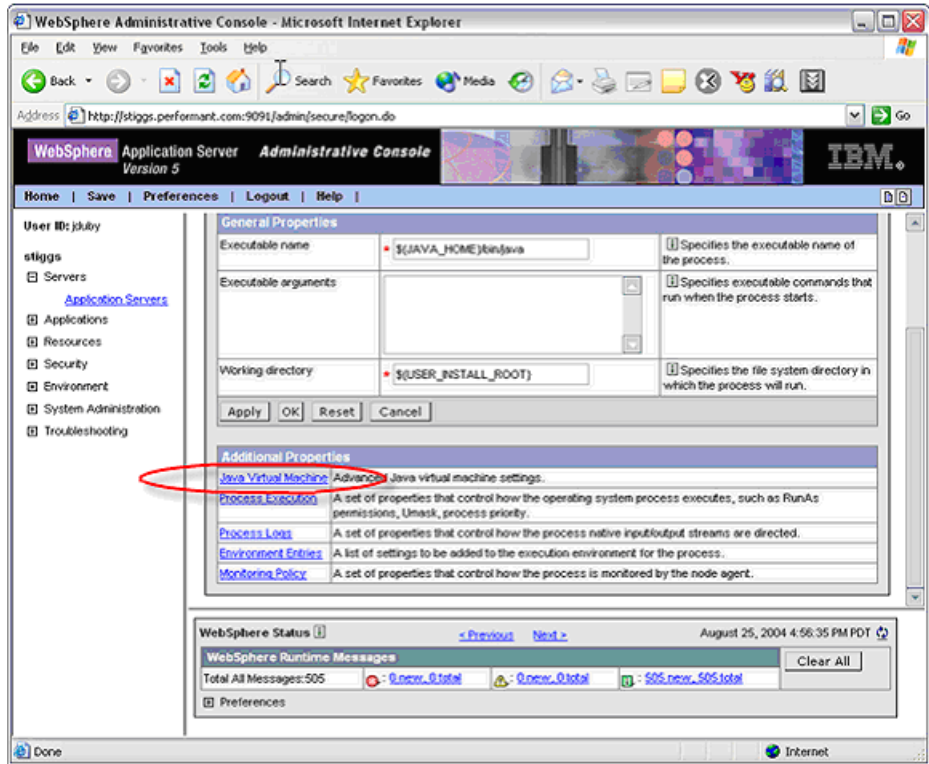 WebSphere Administrative Console - Microsoft Internet Explorer
File Edit View Favorites Tools Help
Back Search Favorites Media
Address http://stiggs.performant.com:9091/admin/secure/logon.do Go
WebSphere Application Server Administrative Console
Version 5
IBM.
Home | Save | Preferences | Logout | Help |
User ID: jduby
stiggs
Servers
Application Servers
Applications
Resources
Security
Environment
System Administration
Troubleshooting
General Properties
Executable name * ${JAVA_HOME}/bin/java i Specifies the executable name of
the process.
Executable arguments i Specifies executable commands that
run when the process starts.
Working directory * ${USER_INSTALL_ROOT} i Specifies the file system directory in
which the process will run.
Apply OK Reset Cancel
Additional Properties
Java Virtual Machine Advanced Java virtual machine settings.
Process Execution A set of properties that control how the operating system process executes, such as RunAs
permissions, Umask, process priority.
Process Logs A set of properties that control how the process native input/output streams are directed.
Environment Entries A list of settings to be added to the execution environment for the process.
Monitoring Policy A set of properties that control how the process is monitored by the node agent.
WebSphere Status i < Previous Next > August 25, 2004 4:56:35 PM PDT
WebSphere Runtime Messages
Clear All
Total All Messages:505 : 0 new, 0 total : 0 new, 0 total : 505 new, 505 total
Preferences
Done Internet